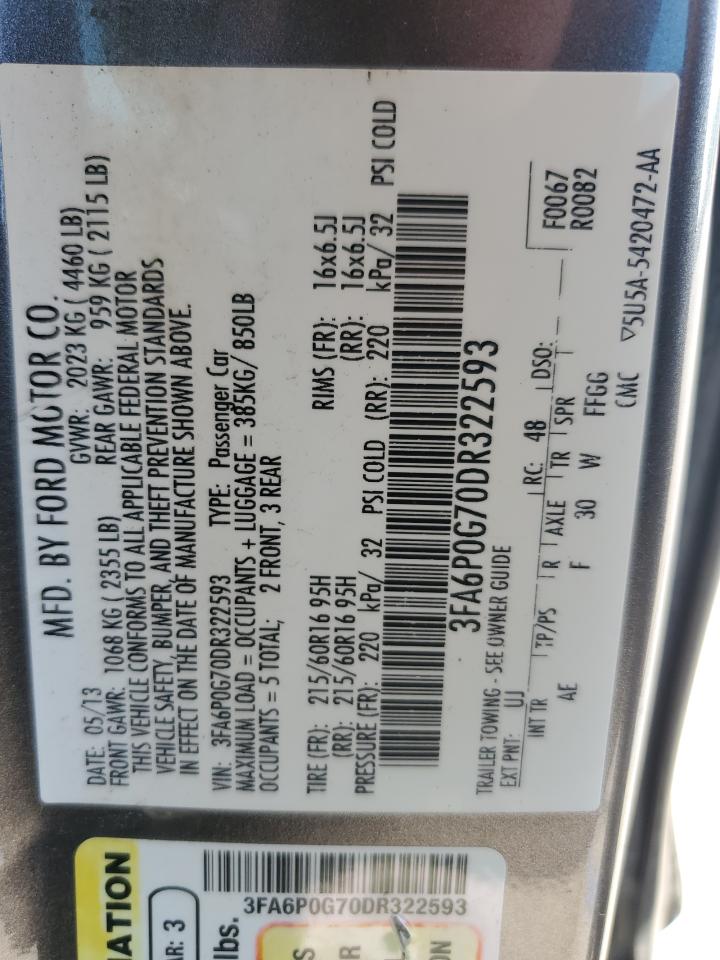 MFD. BY FORD MOTOR CO.
DATE: 05/13 GVWR: 2023 KG ( 4460 LB)
FRONT GAWR: 1068 KG ( 2355 LB) REAR GAWR: 959 KG ( 2115 LB)
THIS VEHICLE CONFORMS TO ALL APPLICABLE FEDERAL MOTOR
VEHICLE SAFETY, BUMPER, AND THEFT PREVENTION STANDARDS
IN EFFECT ON THE DATE OF MANUFACTURE SHOWN ABOVE.
VIN: 3FA6P0G70DR322593 TYPE: Passenger Car
MAXIMUM LOAD = OCCUPANTS + LUGGAGE = 385KG/ 850LB
OCCUPANTS = 5 TOTAL; 2 FRONT, 3 REAR
TIRE (FR): 215/60R16 95H RIMS (FR): 16x6.5J
(RR): 215/60R16 95H (RR): 16x6.5J
PRESSURE (FR): 220 kPa/ 32 PSI COLD (RR): 220 kPa/ 32 PSI COLD
3FA6P0G70DR322593
TRAILER TOWING - SEE OWNER GUIDE
EXT PNT: UJ RC: 48 DSO:
F0067
R0082
INT TR TP/PS R AXLE TR SPR T
AE F 30 W FFGG
CMC ▽5U5A-5420472-AA
MATION
AR: 3
lbs.
3FA6P0G70DR322593
S
R
ON